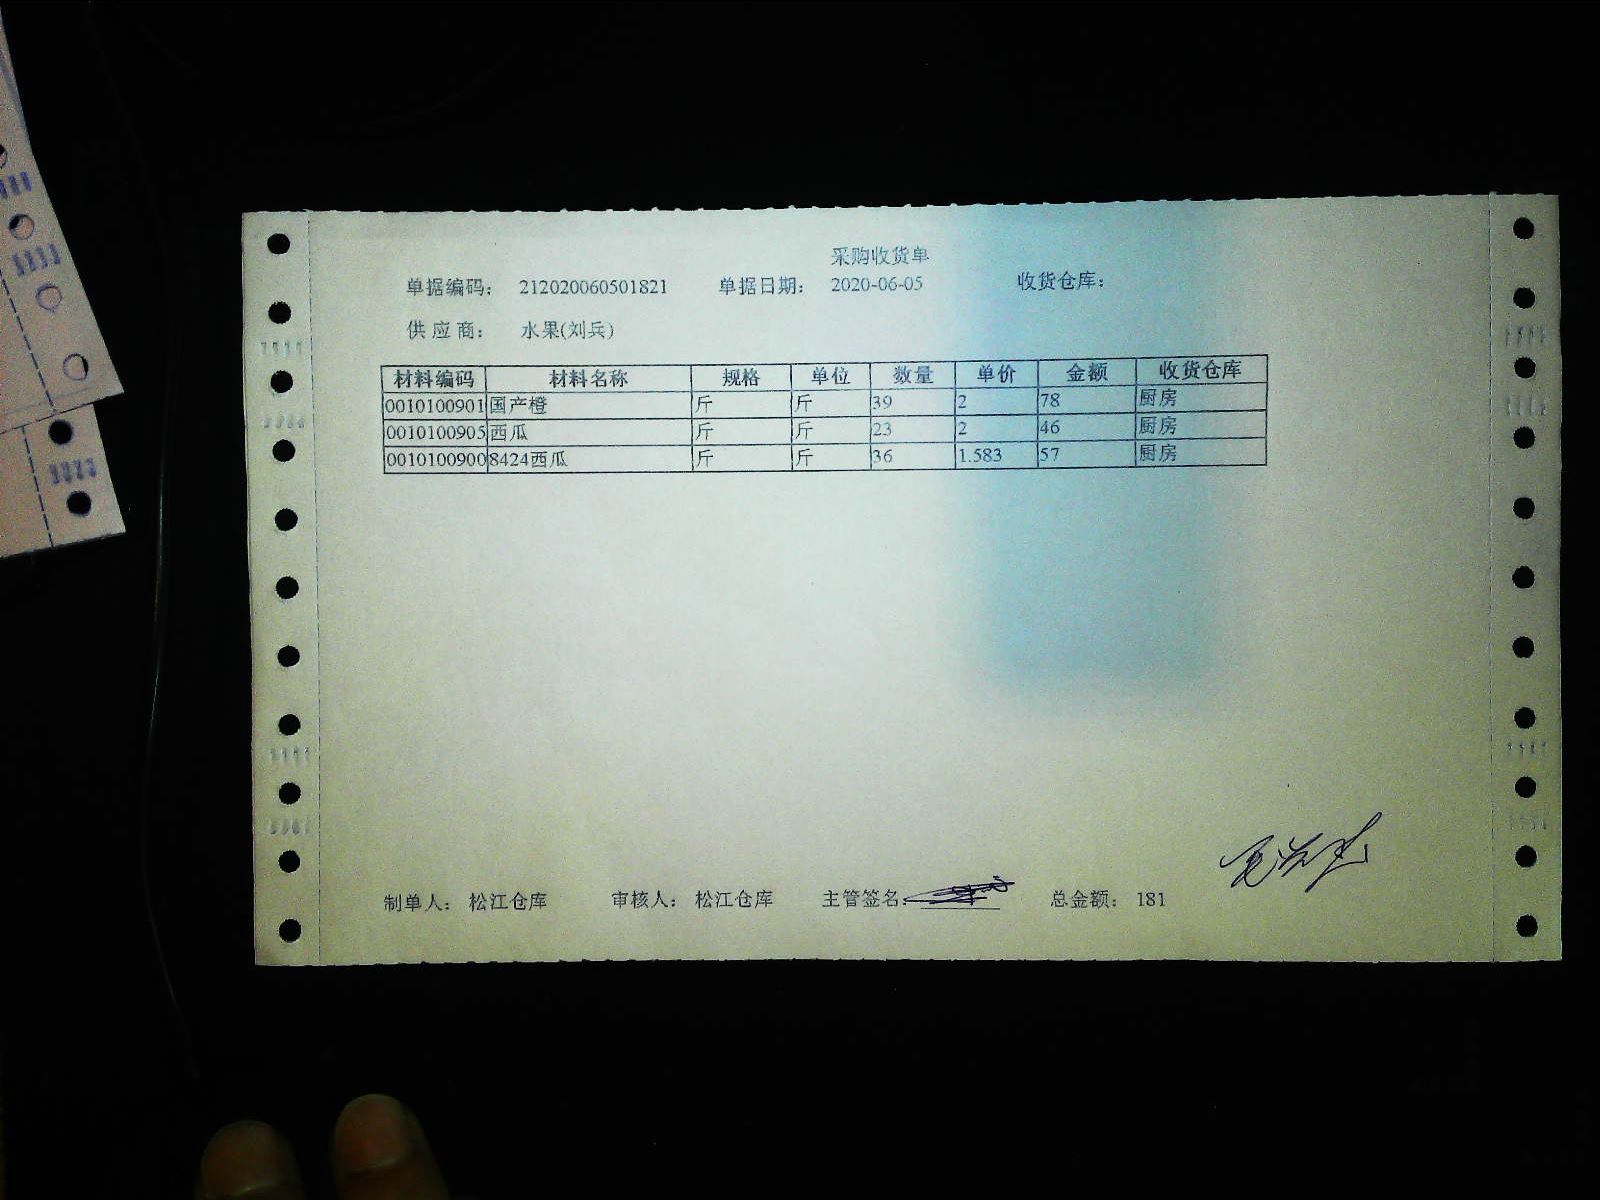 采购收货单
单据编码： 212020060501821 单据日期： 2020-06-05 收货仓库：
供应商： 水果(刘兵)
材料编码 材料名称 规格 单位 数量 单价 金额 收货仓库
0010100901 国产橙 斤 斤 39 2 78 厨房
0010100905 西瓜 斤 斤 23 2 46 厨房
0010100900 8424西瓜 斤 斤 36 1.583 57 厨房
制单人： 松江仓库 审核人： 松江仓库 主管签名： 总金额： 181